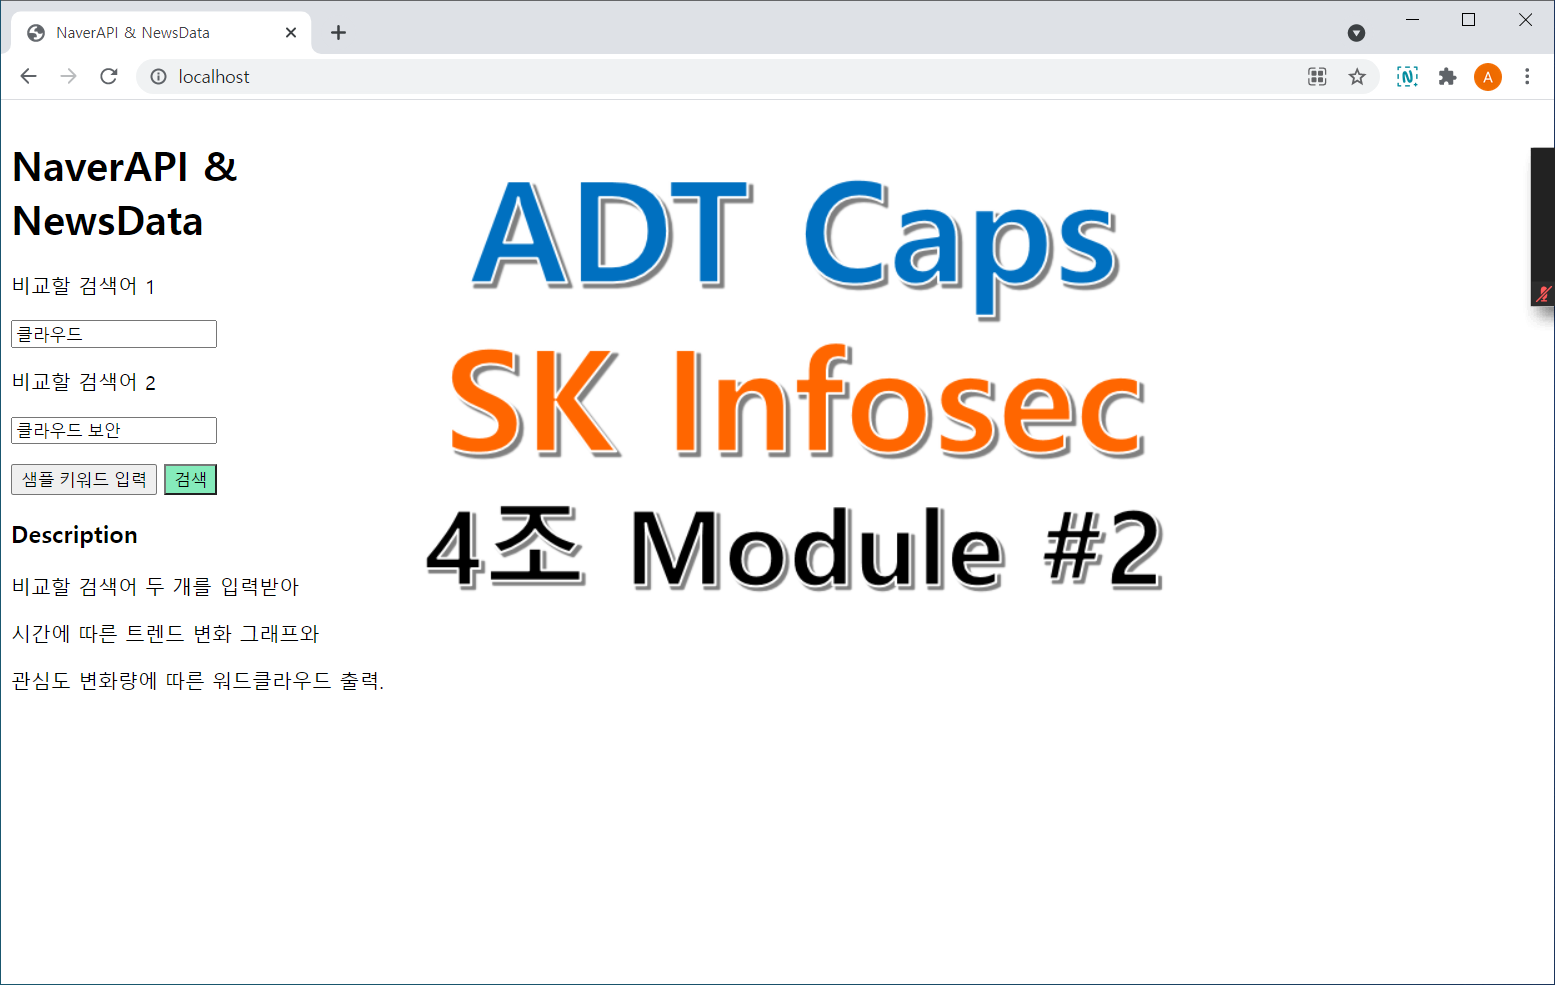 NaverAPI & NewsData
localhost
A
NaverAPI &
NewsData
비교할 검색어 1
클라우드
비교할 검색어 2
클라우드 보안
샘플 키워드 입력 검색
Description
비교할 검색어 두 개를 입력받아
시간에 따른 트렌드 변화 그래프와
관심도 변화량에 따른 워드클라우드 출력.
ADT Caps
SK Infosec
4조 Module #2